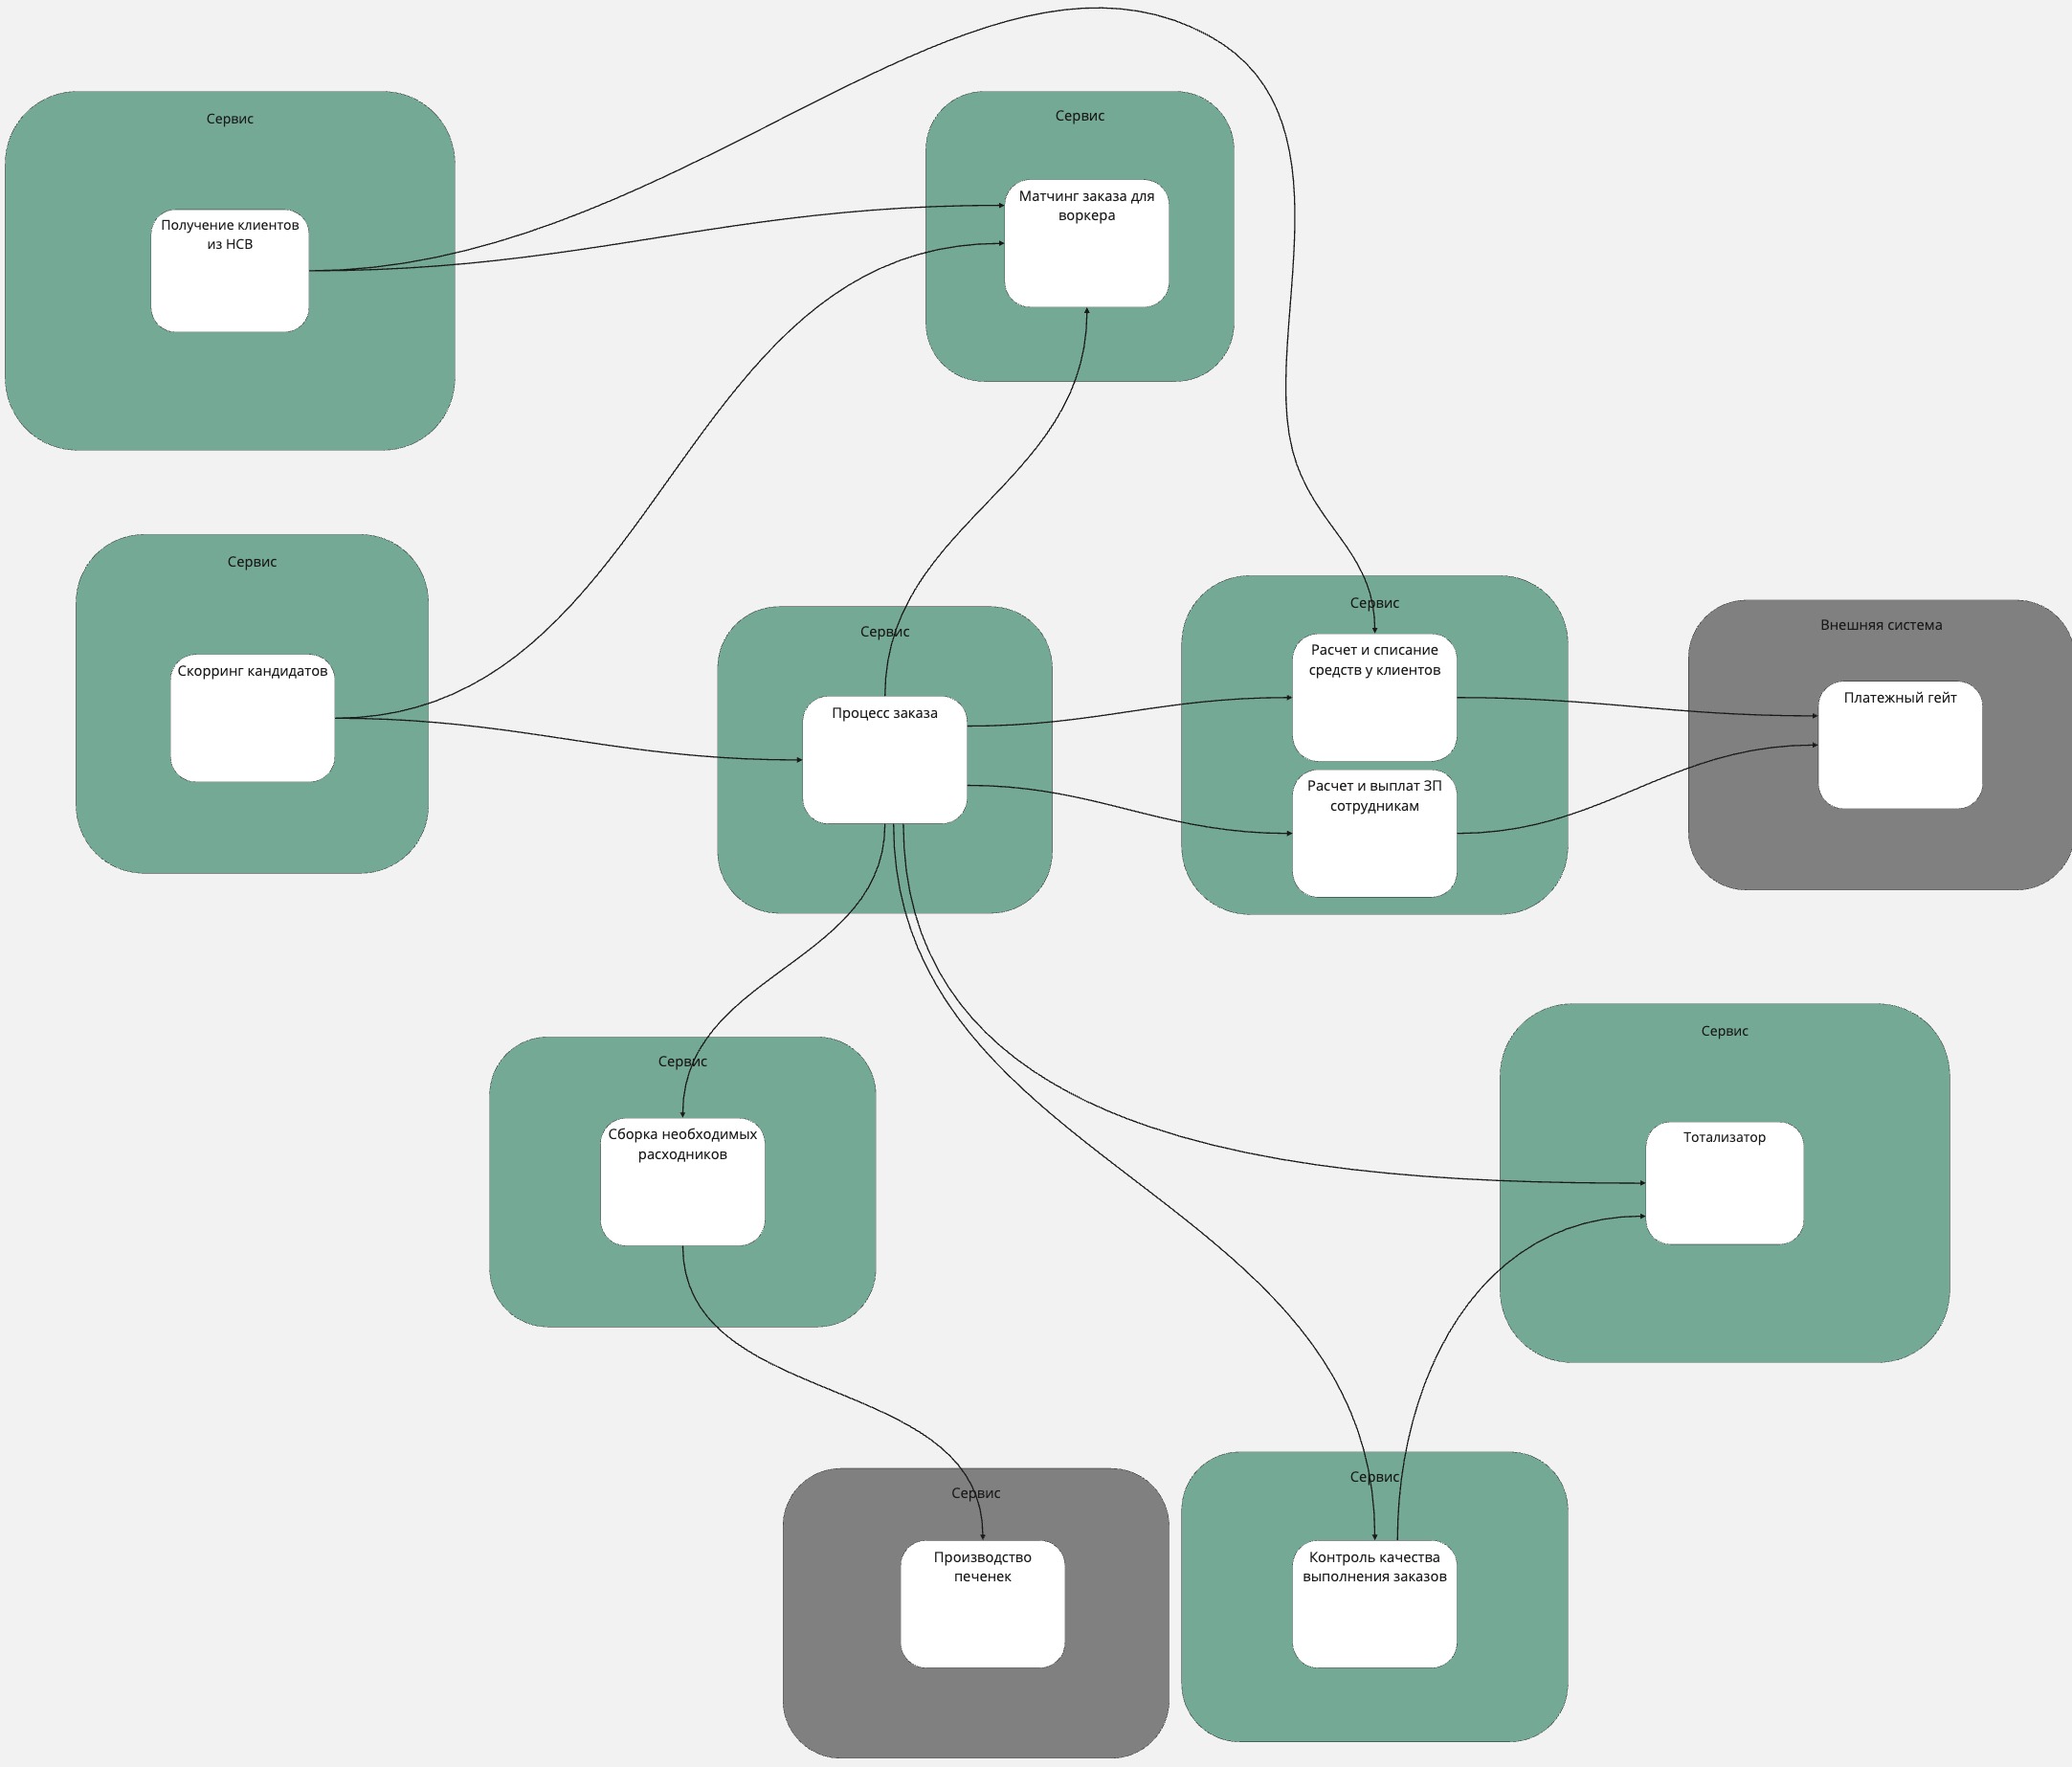 Сервис
Получение клиентов
из НСВ
Сервис
Матчинг заказа для
воркера
Сервис
Скорринг кандидатов
Сервис
Процесс заказа
Сервис
Расчет и списание
средств у клиентов
Расчет и выплат ЗП
сотрудникам
Внешняя система
Платежный гейт
Сервис
Сборка необходимых
расходников
Сервис
Тотализатор
Сервис
Производство
печенек
Сервис
Контроль качества
выполнения заказов